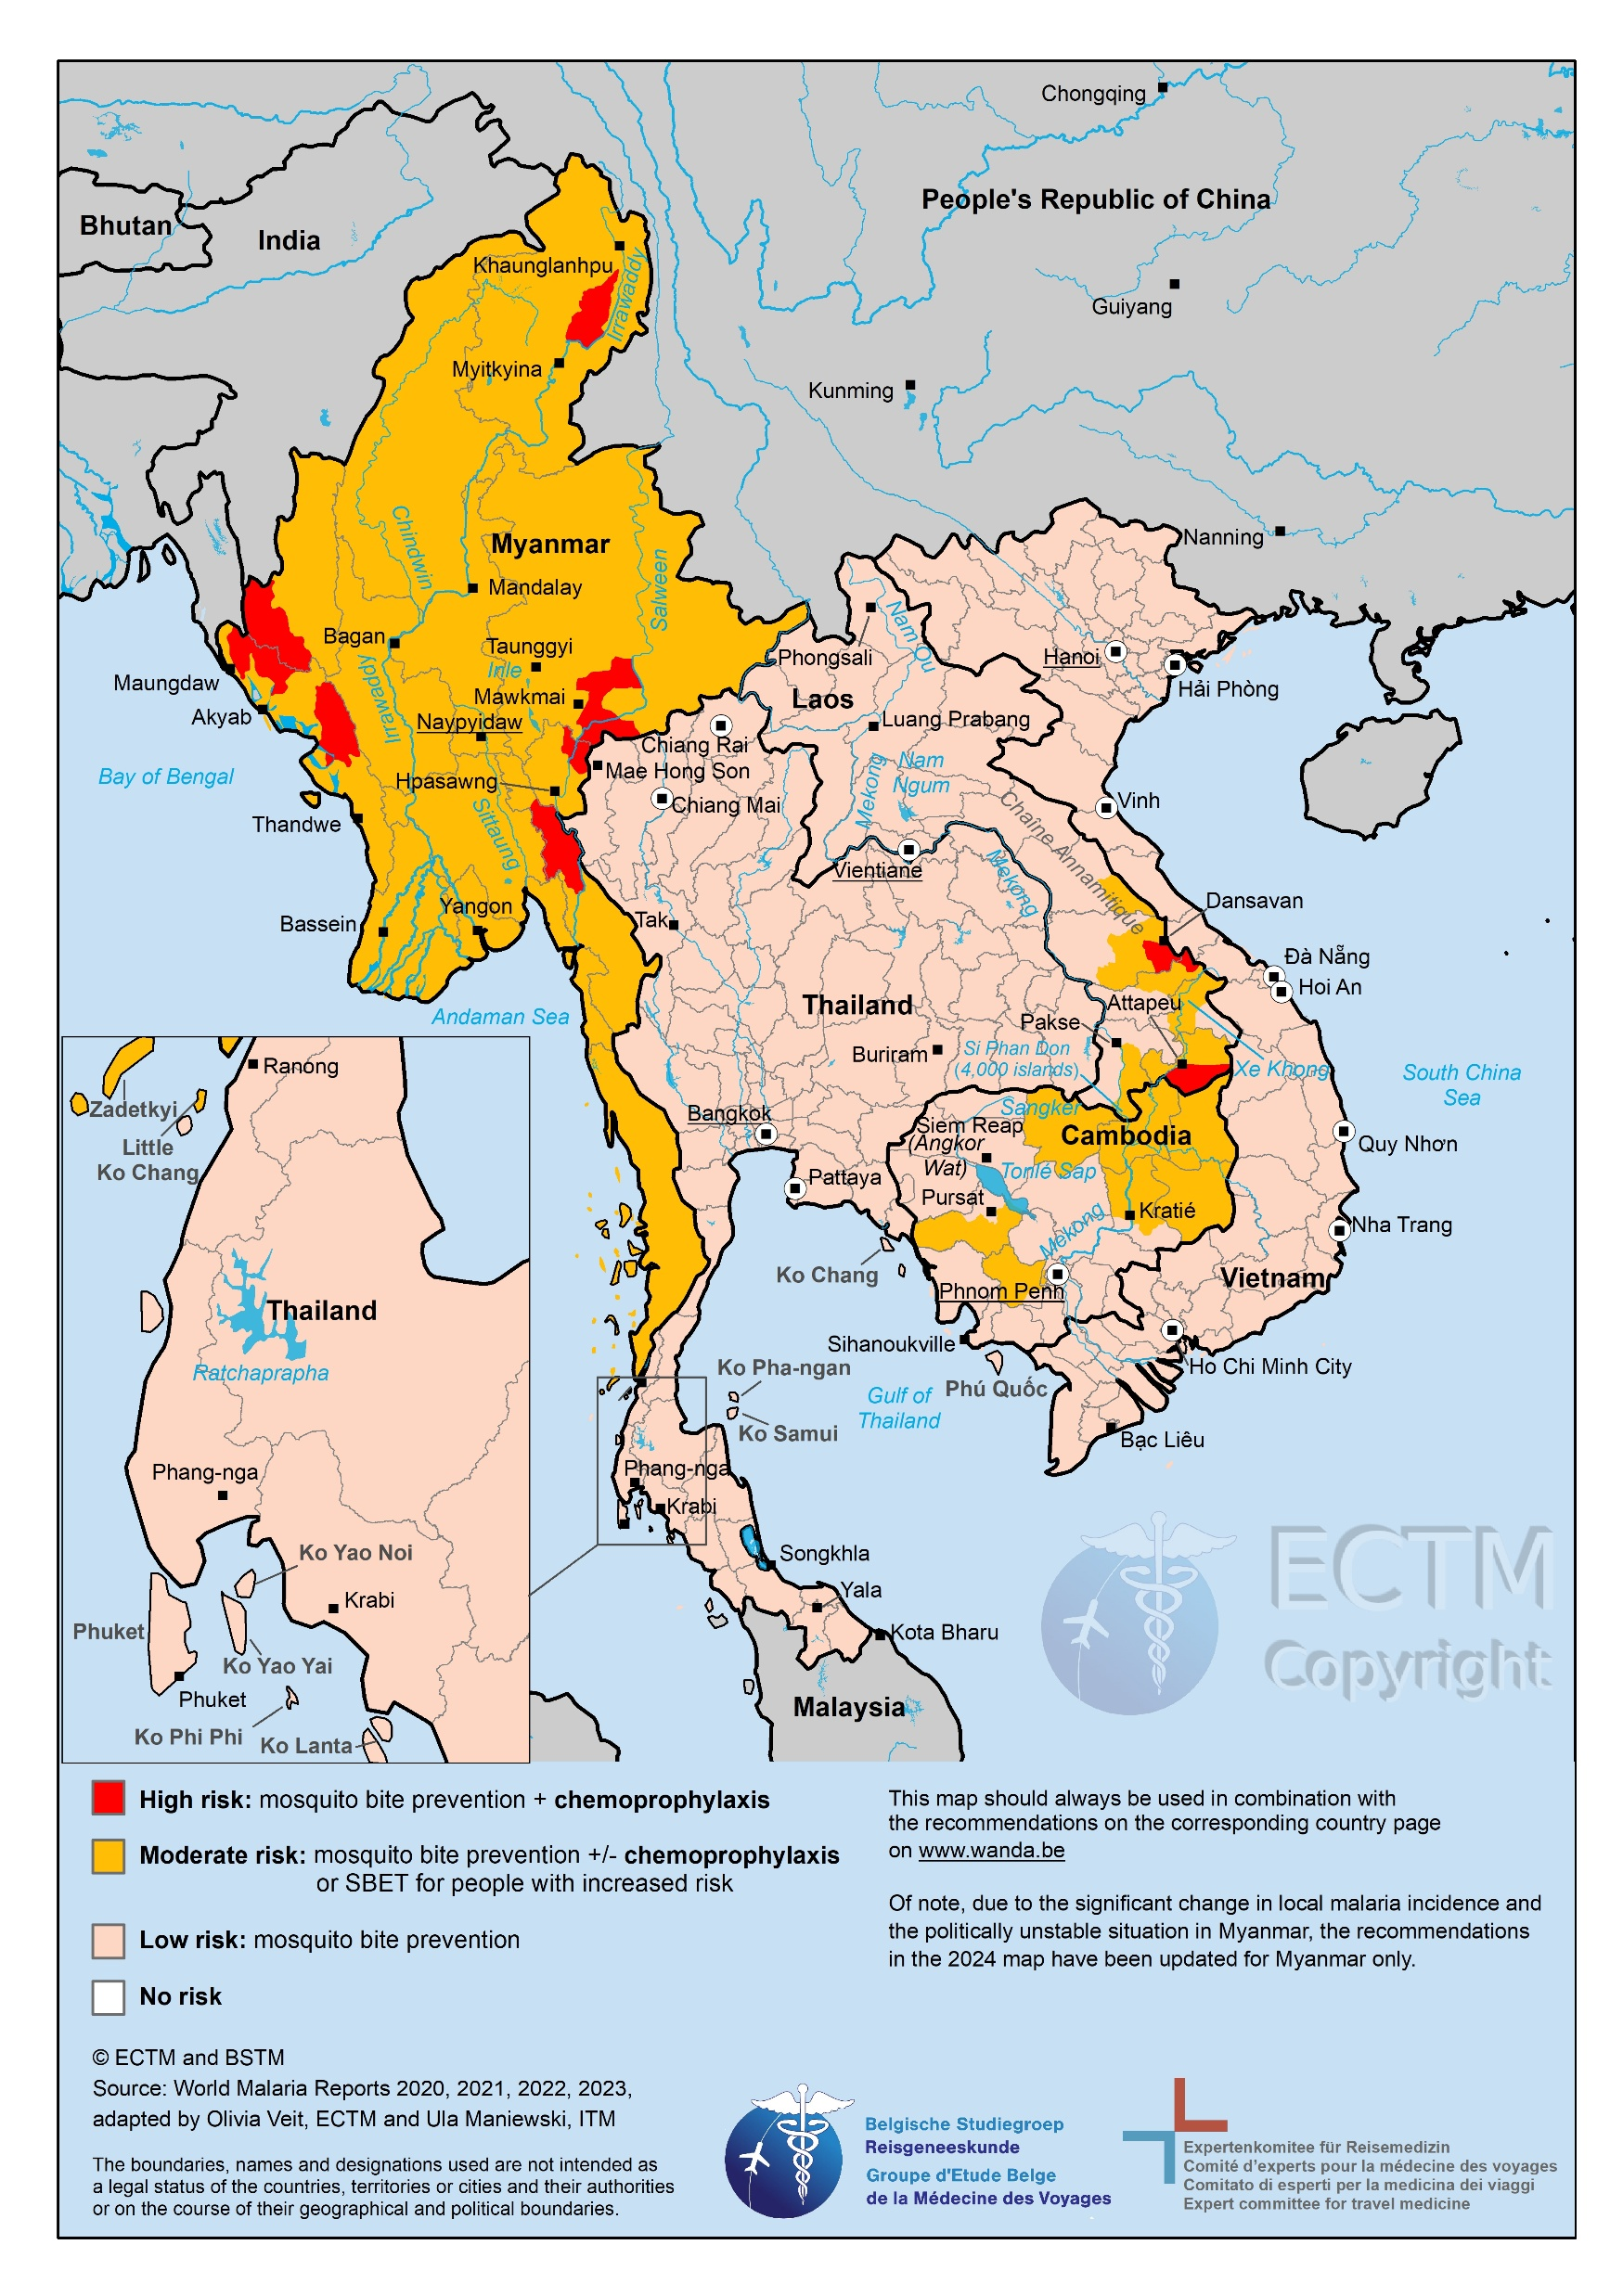 Chongqing
People's Republic of China
Bhutan
India
Khaunglanhpu
Irrawaddy
Guiyang
Myitkyina
Kunming
Chindwin
Nanning
Myanmar
Salween
Mandalay
Nam Ou
Bagan
Taunggyi
Inle
Phongsali
Hanoi
Maungdaw
Mawkmai
Laos
Hải Phòng
Akyab
Irrawaddy
Naypyidaw
Luang Prabang
Chiang Rai
Bay of Bengal
Hpasawng
Mae Hong Son
Mekong
Nam
Ngum
Chiang Mai
Vinh
Thandwe
Sittaung
Chaîne Annamitique
Vientiane
Mekong
Dansavan
Bassein
Yangon
Tak
Đà Nẵng
Hoi An
Andaman Sea
Thailand
Attapeu
Pakse
Buriram
Si Phan Don
(4,000 islands)
Xe Khong
South China
Sea
Ranong
Zadetkyi
Little
Ko Chang
Bangkok
Sangker
Siem Reap
(Angkor
Wat)
Cambodia
Quy Nhơn
Tonlé Sap
Pattaya
Pursat
Kratié
Mekong
Nha Trang
Ko Chang
Vietnam
Phnom Penh
Thailand
Ratchaprapha
Sihanoukville
Ho Chi Minh City
Ko Pha-ngan
Phú Quốc
Gulf of
Thailand
Ko Samui
Bạc Liêu
Phang-nga
Phang-nga
Krabi
Ko Yao Noi
Songkhla
Krabi
Yala
Phuket
Kota Bharu
Ko Yao Yai
Phuket
Malaysia
Ko Phi Phi
Ko Lanta
ECTM
Copyright
High risk: mosquito bite prevention + chemoprophylaxis
Moderate risk: mosquito bite prevention +/- chemoprophylaxis
or SBET for people with increased risk
Low risk: mosquito bite prevention
No risk
This map should always be used in combination with
the recommendations on the corresponding country page
on www.wanda.be
Of note, due to the significant change in local malaria incidence and
the politically unstable situation in Myanmar, the recommendations
in the 2024 map have been updated for Myanmar only.
© ECTM and BSTM
Source: World Malaria Reports 2020, 2021, 2022, 2023,
adapted by Olivia Veit, ECTM and Ula Maniewski, ITM
The boundaries, names and designations used are not intended as
a legal status of the countries, territories or cities and their authorities
or on the course of their geographical and political boundaries.
Belgische Studiegroep
Reisgeneeskunde
Groupe d'Etude Belge
de la Médecine des Voyages
Expertenkomitee für Reisemedizin
Comité d'experts pour la médecine des voyages
Comitato di esperti per la medicina dei viaggi
Expert committee for travel medicine